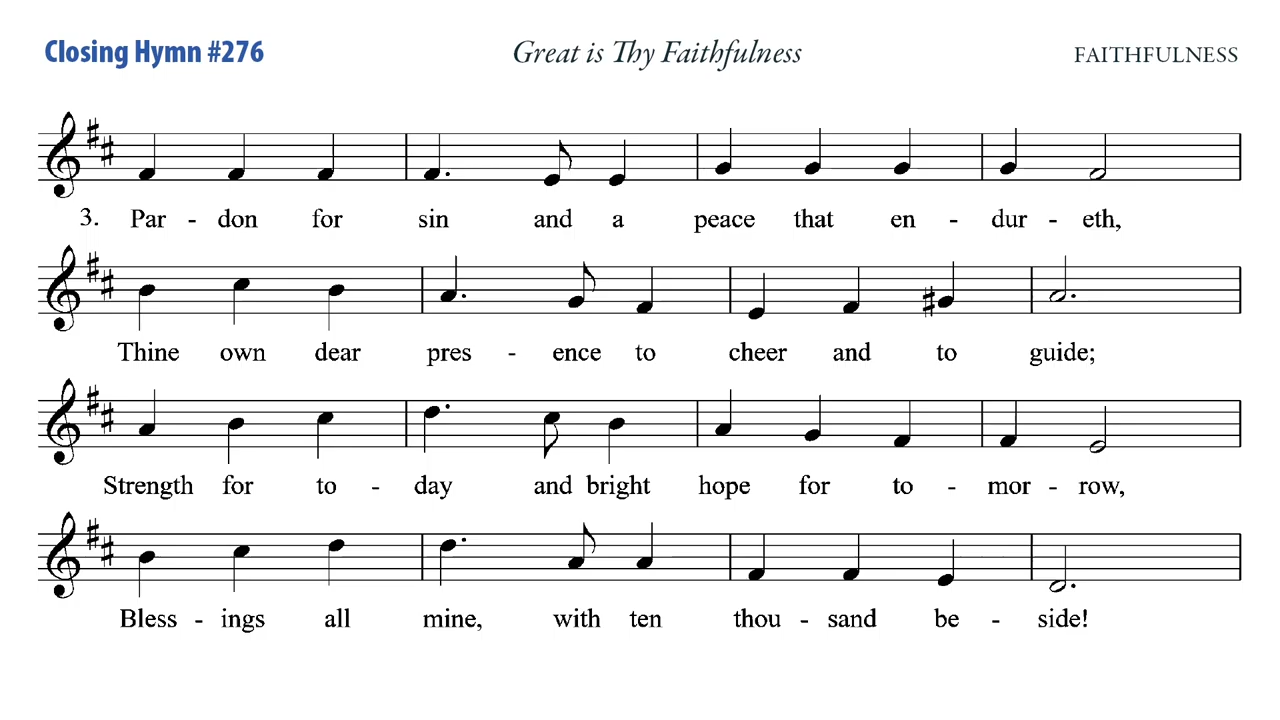 Closing Hymn #276 Great is Thy Faithfulness FAITHFULNESS
3. Par - don for sin and a peace that en - dur - eth,
Thine own dear pres - ence to cheer and to guide;
Strength for to - day and bright hope for to - mor - row,
Bless - ings all mine, with ten thou - sand be - side!